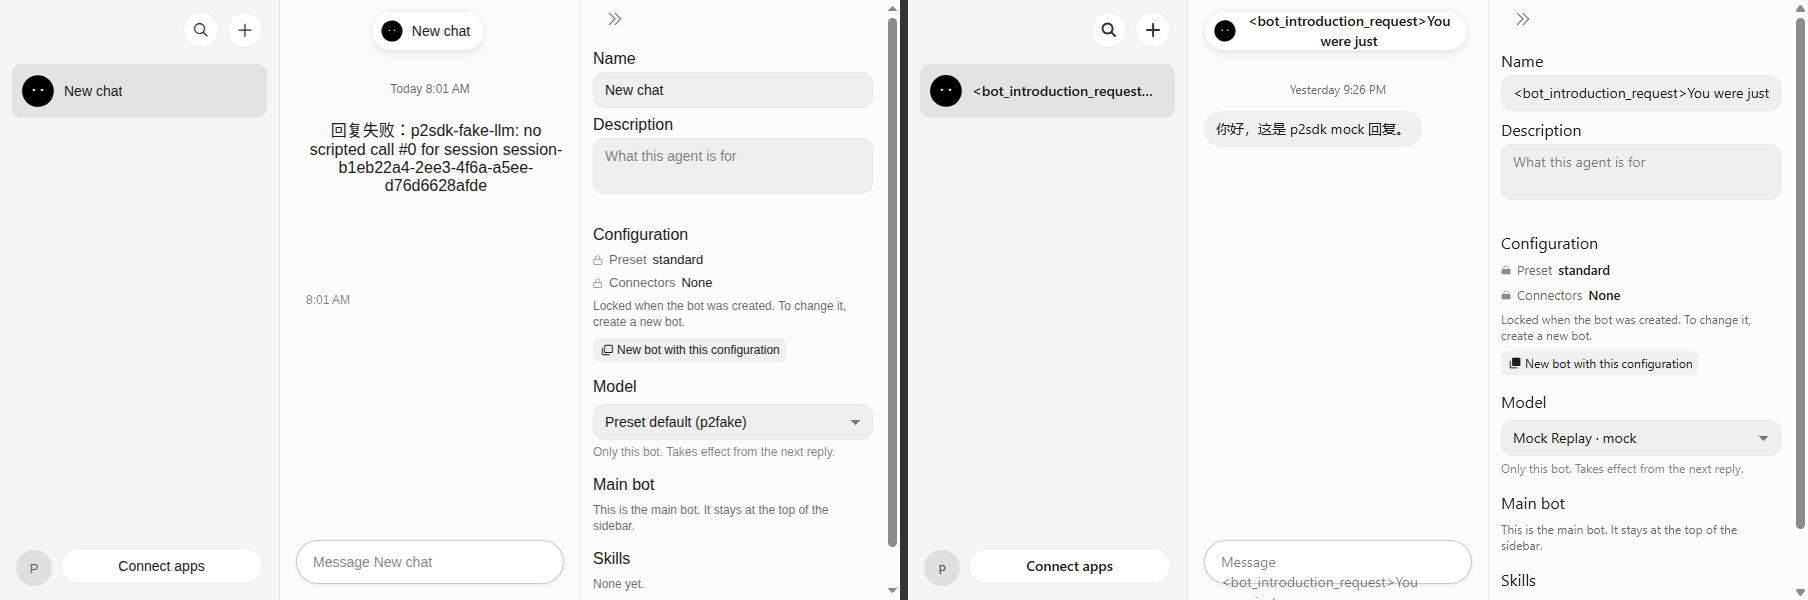 New chat
New chat
Today 8:01 AM
回复失败：p2sdk-fake-llm: no
scripted call #0 for session session-
b1eb22a4-2ee3-4f6a-a5ee-
d76d6628afde
8:01 AM
Message New chat
P
Connect apps
Name
New chat
Description
What this agent is for
Configuration
Preset standard
Connectors None
Locked when the bot was created. To change it,
create a new bot.
New bot with this configuration
Model
Preset default (p2fake)
Only this bot. Takes effect from the next reply.
Main bot
This is the main bot. It stays at the top of the
sidebar.
Skills
None yet.
<bot_introduction_request...
P
Connect apps
<bot_introduction_request>You
were just
Yesterday 9:26 PM
你好，这是 p2sdk mock 回复。
Message
<bot_introduction_request>You
Name
<bot_introduction_request>You were just
Description
What this agent is for
Configuration
Preset standard
Connectors None
Locked when the bot was created. To change it,
create a new bot.
New bot with this configuration
Model
Mock Replay · mock
Only this bot. Takes effect from the next reply.
Main bot
This is the main bot. It stays at the top of the
sidebar.
Skills